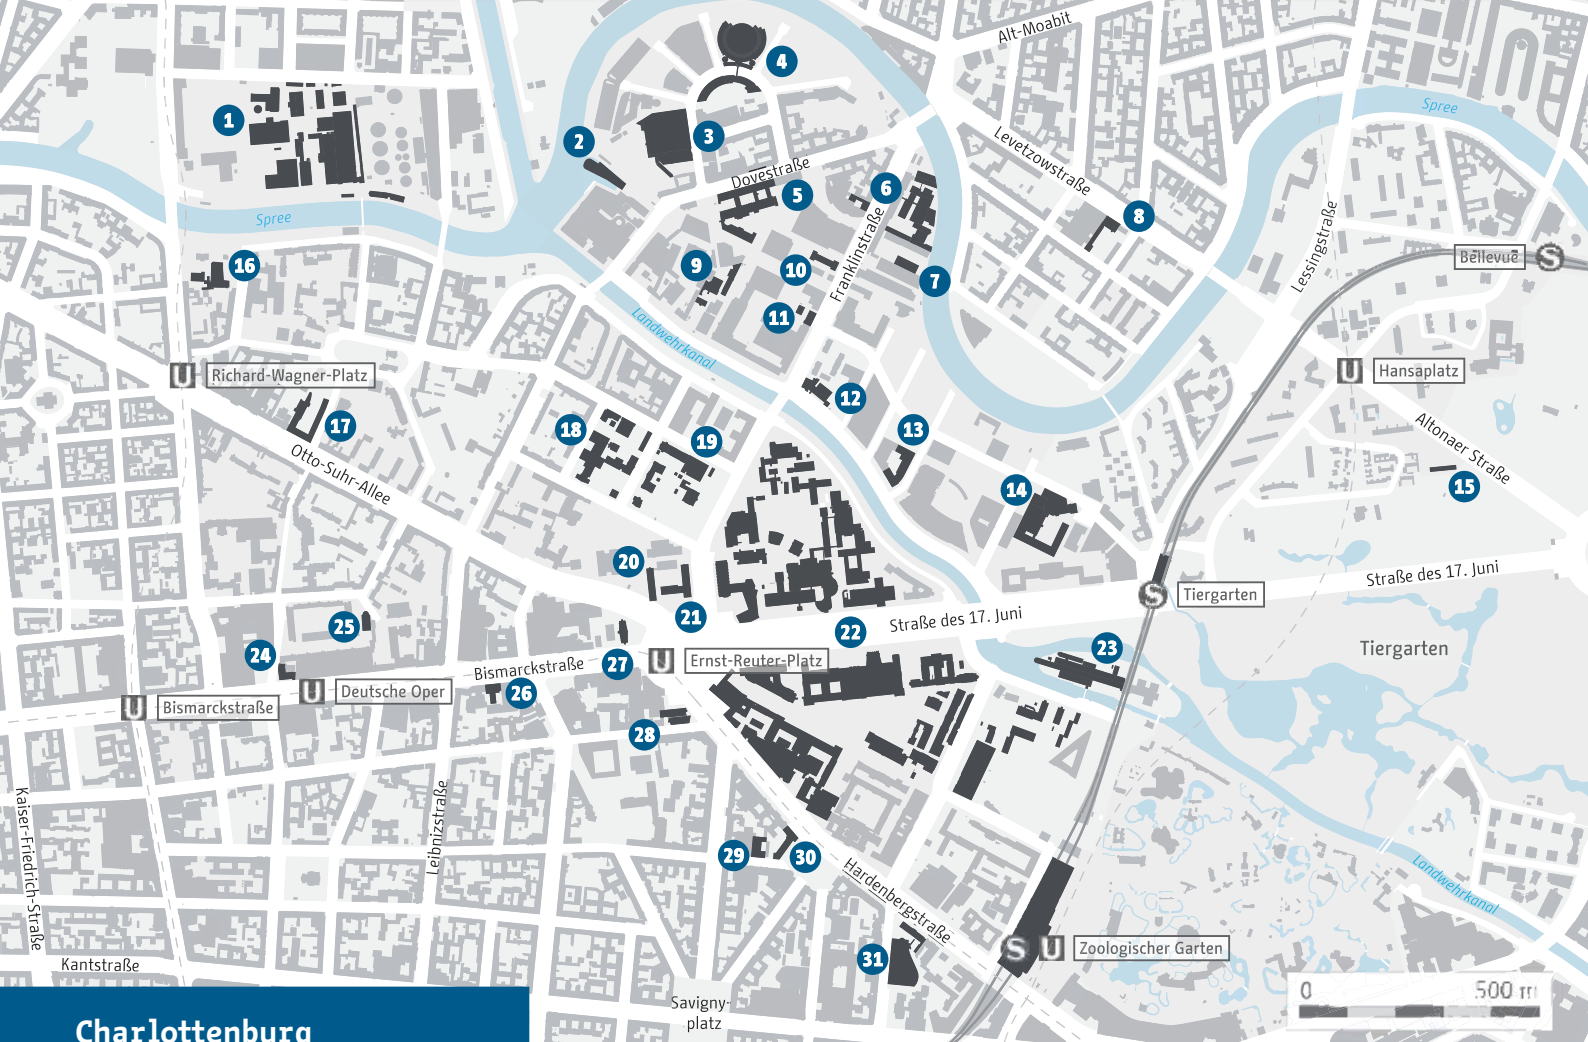 Alt-Moabit
4
Spree
1
3
2
Levetzowstraße
Dovestraße
5
6
8
Spree
Franklinstraße
Lessingstraße
Bellevue
S
16
9
10
7
11
Landwehrkanal
U
Richard-Wagner-Platz
U
Hansaplatz
12
17
18
19
13
Altonaer Straße
Otto-Suhr-Allee
14
15
20
Straße des 17. Juni
S
Tiergarten
21
25
22
Straße des 17. Juni
24
27
23
Tiergarten
U
Ernst-Reuter-Platz
Bismarckstraße
26
U
Deutsche Oper
U
Bismarckstraße
28
Kaiser-Friedrich-Straße
Leibnizstraße
29
30
Hardenbergstraße
Landwehrkanal
31
S
U
Zoologischer Garten
Kantstraße
Savigny-
platz
0
500 m
Charlottenburg